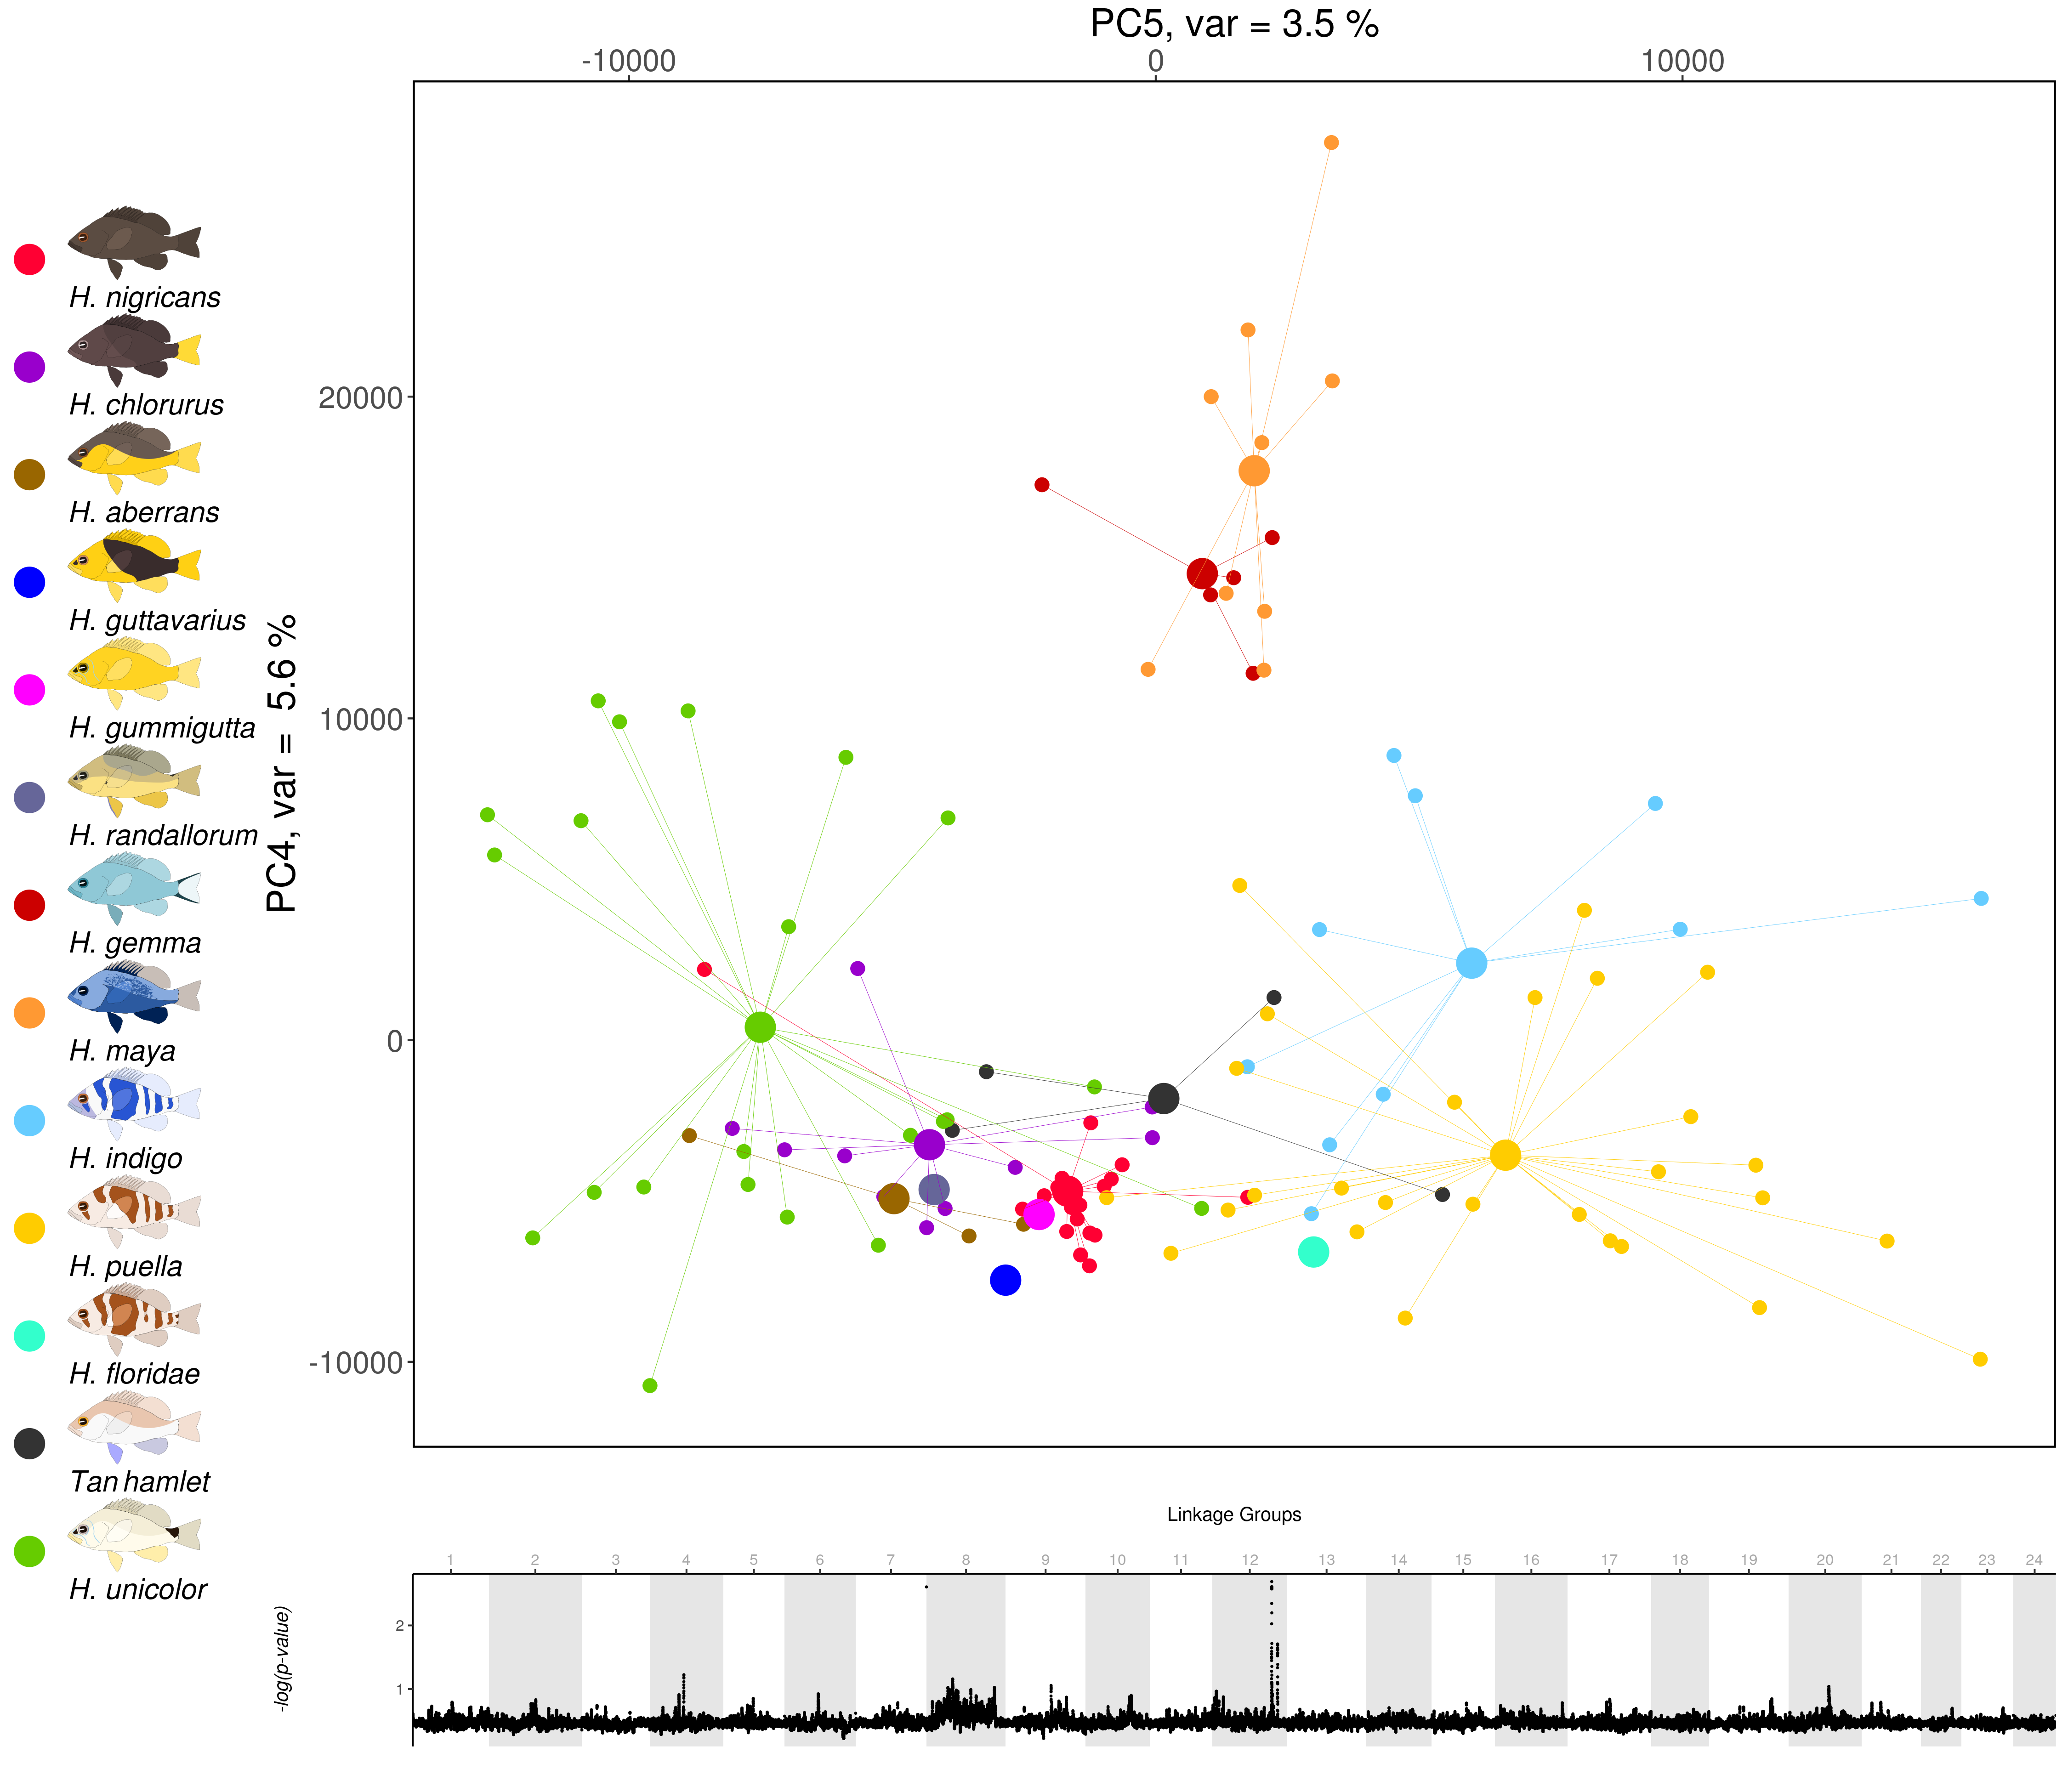 PC5, var = 3.5 %
-10000 0 10000
H. nigricans
H. chlorurus
H. aberrans
H. guttavarius
H. gummigutta
H. randallorum
H. gemma
H. maya
H. indigo
H. puella
H. floridae
Tan hamlet
H. unicolor
PC4, var = 5.6 %
20000
10000
0
-10000
Linkage Groups
1 2 3 4 5 6 7 8 9 10 11 12 13 14 15 16 17 18 19 20 21 22 23 24
-log(p-value)
2
1